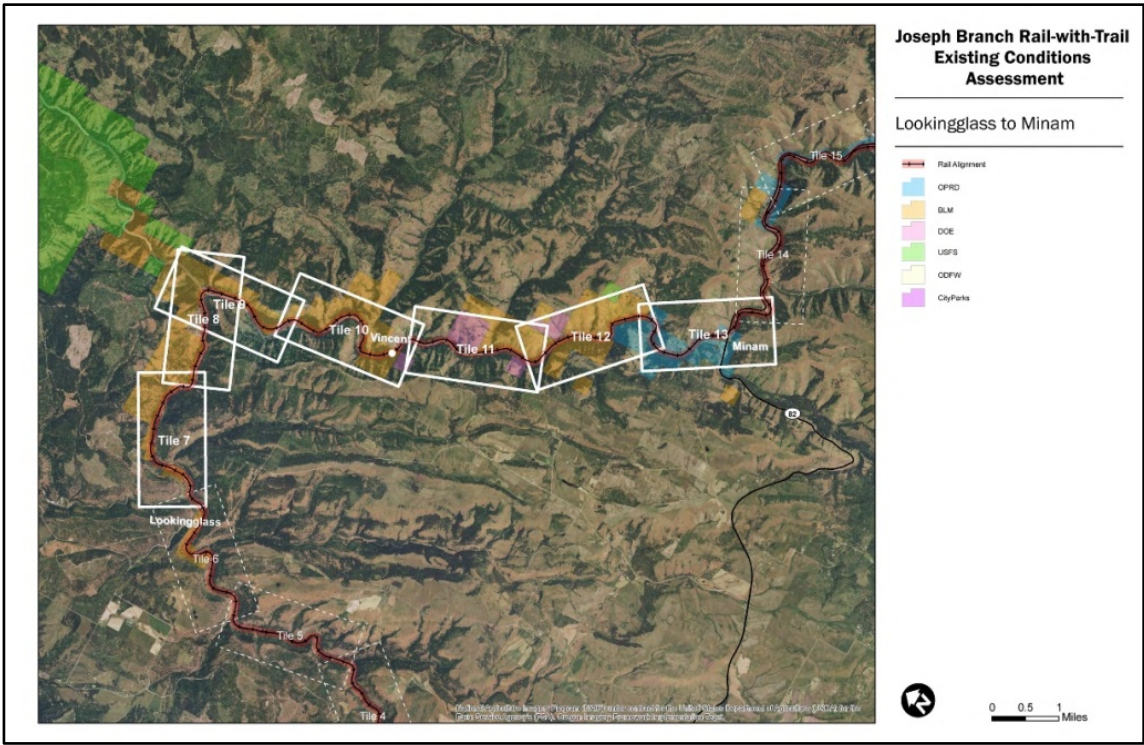 Joseph Branch Rail-with-Trail
Existing Conditions
Assessment
Lookingglass to Minam
Rail Alignment
OPRD
BLM
DOE
USFS
ODFW
CityParks
Tile 15
Tile 14
Tile 9
Tile 8
Tile 10
Vincent
Tile 11
Tile 12
Tile 13
Minam
82
Tile 7
Lookingglass
Tile 6
Tile 5
Tile 4
0 0.5 1
Miles